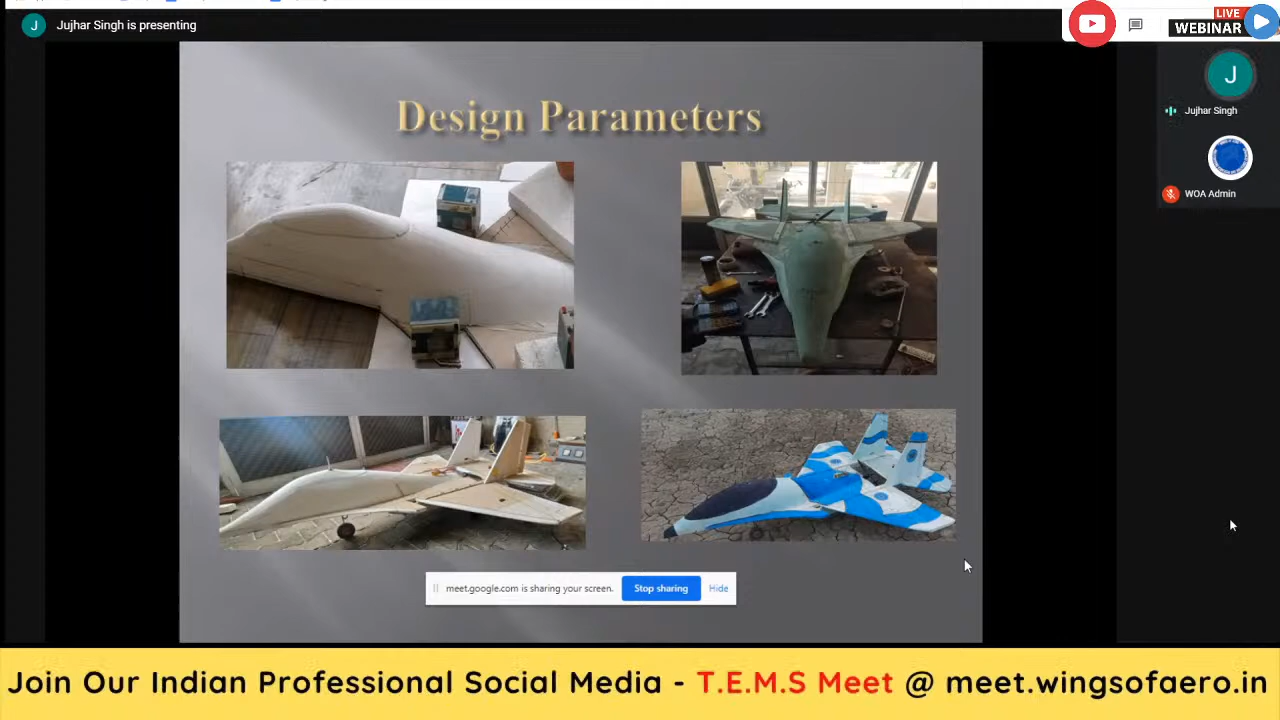 J Jujhar Singh is presenting
LIVE
WEBINAR
J
Jujhar Singh
WOA Admin
Design Parameters
meet.google.com is sharing your screen. Stop sharing Hide
Join Our Indian Professional Social Media - T.E.M.S Meet @ meet.wingsofaero.in